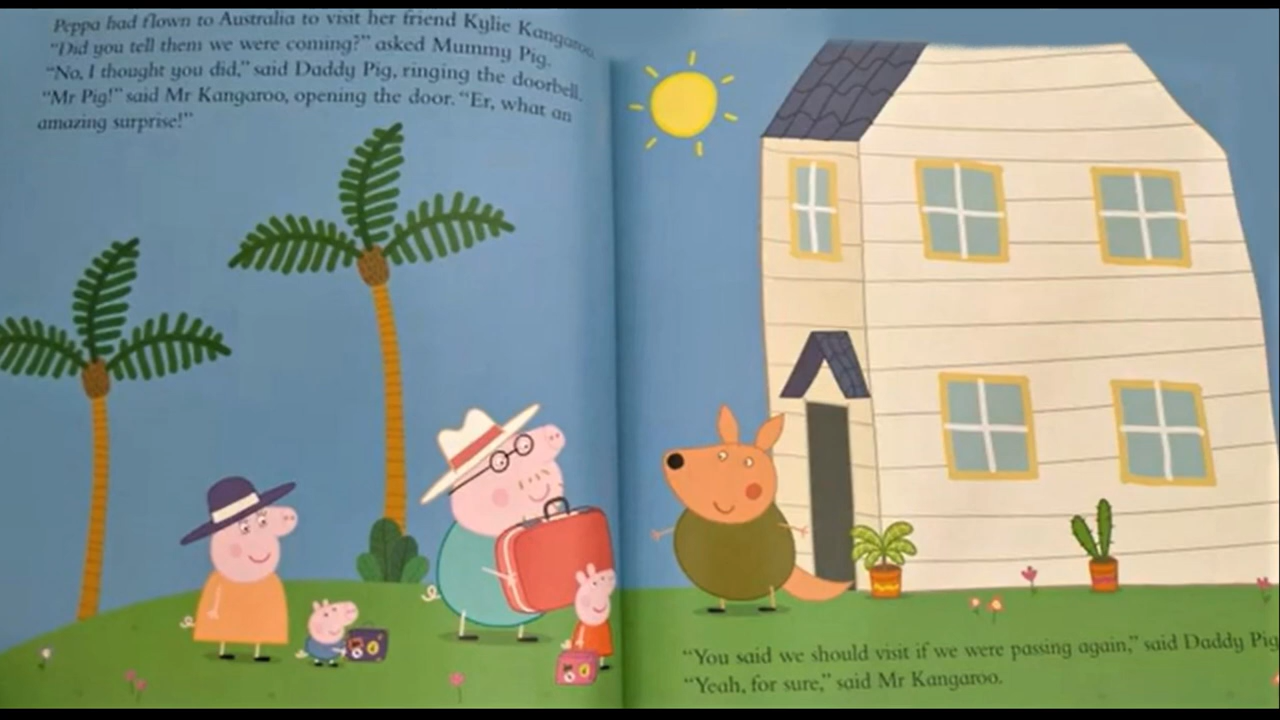 Peppa had flown to Australia to visit her friend Kylie Kangaroo.
“Did you tell them we were coming?” asked Mummy Pig.
“No, I thought you did,” said Daddy Pig, ringing the doorbell.
“Mr Pig!” said Mr Kangaroo, opening the door. “Er, what an
amazing surprise!”
“You said we should visit if we were passing again,” said Daddy Pig
“Yeah, for sure,” said Mr Kangaroo.